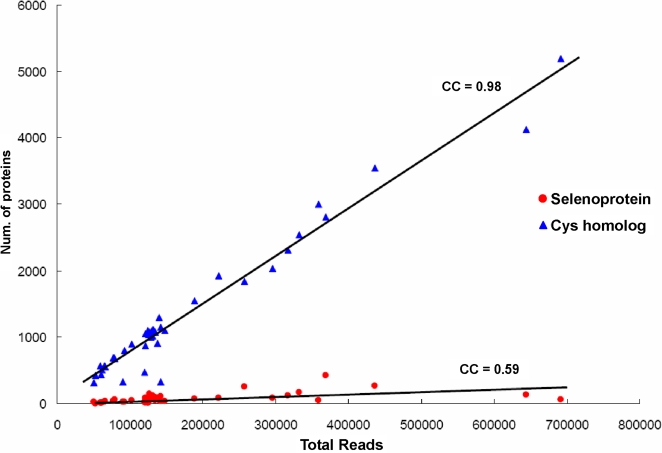 6000
5000
4000
3000
2000
1000
0
Num. of proteins
CC = 0.98
Selenoprotein
Cys homolog
CC = 0.59
0 100000 200000 300000 400000 500000 600000 700000 800000
Total Reads